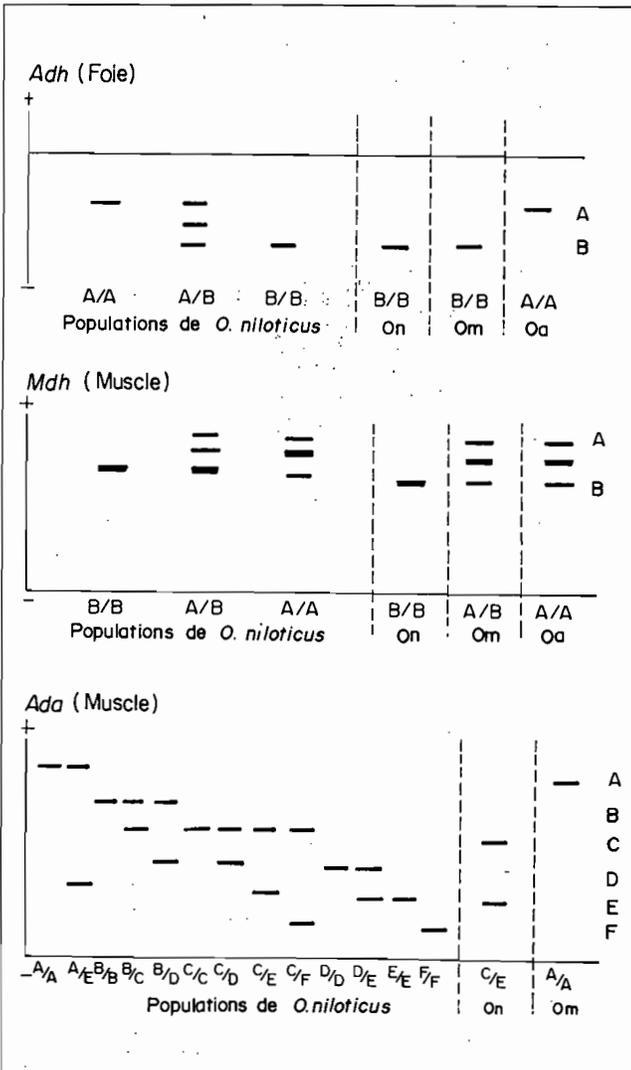 Adh (Foie)
+
A
B
–
A/A A/B B/B B/B B/B A/A
Populations de O. niloticus On Om Oa
Mdh (Muscle)
+
A
B
–
B/B A/B A/A B/B A/B A/A
Populations de O. niloticus On Om Oa
Ada (Muscle)
+
A
B
C
D
E
F
–
A/A A/E B/B B/C B/D C/C C/D C/E C/F D/D D/E E/E F/F C/E A/A
Populations de O. niloticus On Om